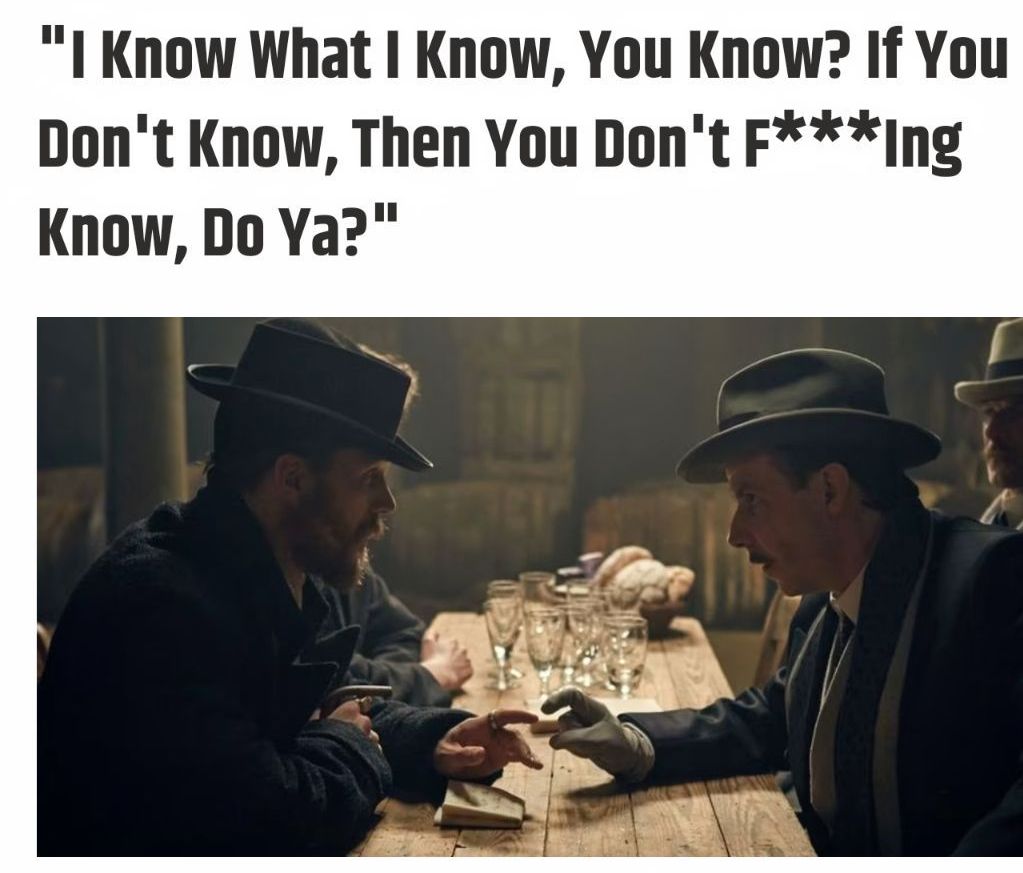 "I Know What I Know, You Know? If You
Don't Know, Then You Don't F***Ing
Know, Do Ya?"